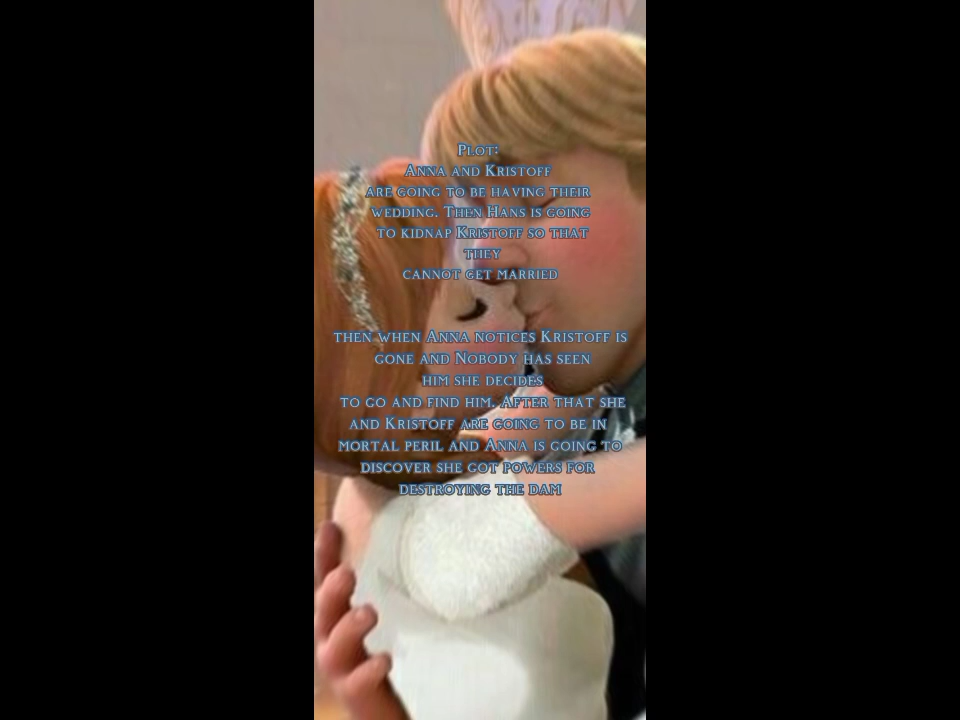 Plot:
Anna and Kristoff
are going to be having their
wedding. Then Hans is going
to kidnap Kristoff so that
they
cannot get married
then when Anna notices Kristoff is
gone and Nobody has seen
him she decides
to go and find him. After that she
and Kristoff are going to be in
mortal peril and Anna is going to
discover she got powers for
destroying the dam